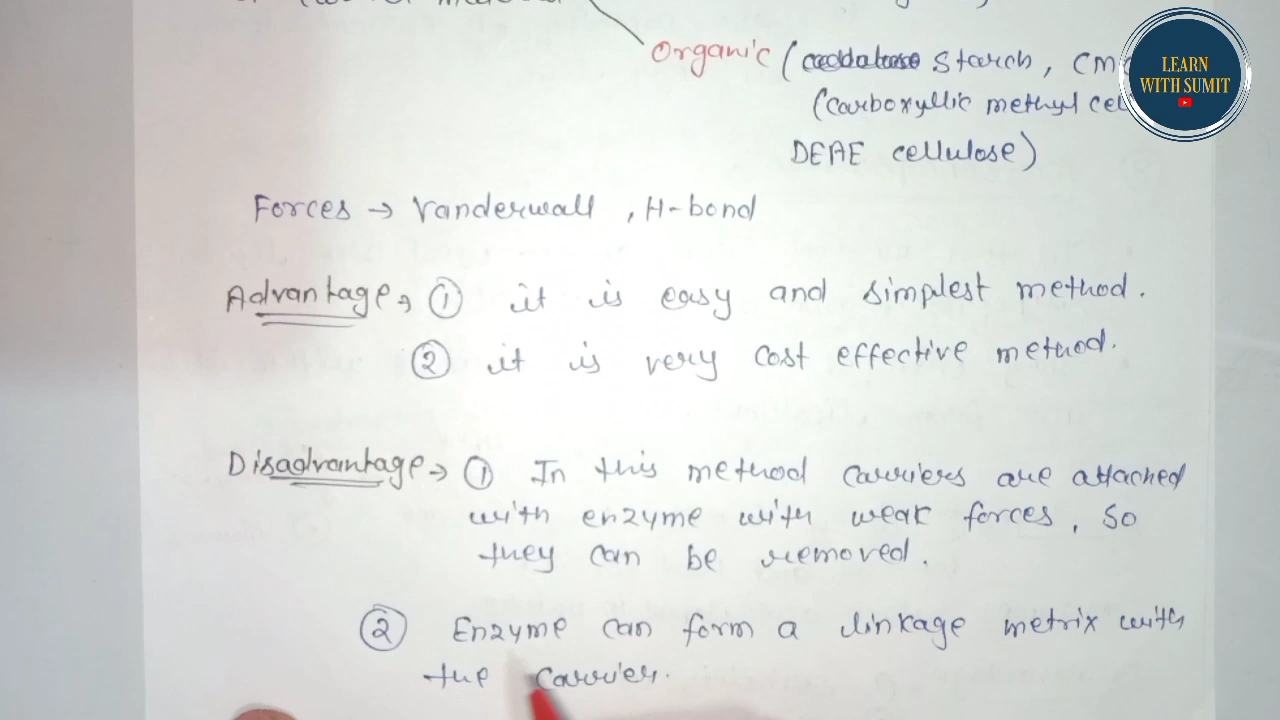 Organic (
starch, CM
LEARN
WITH SUMIT
(carboxyllic methyl cel
DEAE cellulose)
Forces → Vanderwall, H-bond
Advantage → ① it is easy and simplest method.
② it is very cost effective method.
Disadvantage → ① In this method carriers are attached
with enzyme with weak forces, so
they can be removed.
② Enzyme can form a linkage metrix with
the carrier.